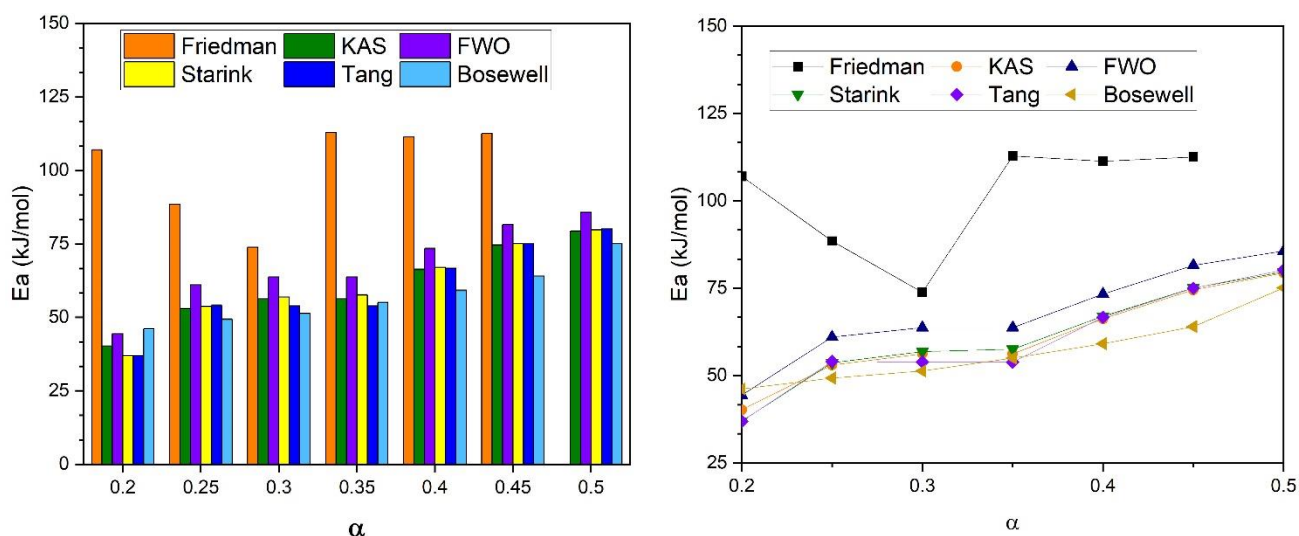 150
125
100
75
50
25
0
Ea (kJ/mol)
Friedman KAS FWO
Starink Tang Bosewell
0.2 0.25 0.3 0.35 0.4 0.45 0.5
α
150
125
100
75
50
25
Ea (kJ/mol)
Friedman KAS FWO
Starink Tang Bosewell
0.2 0.3 0.4 0.5
α